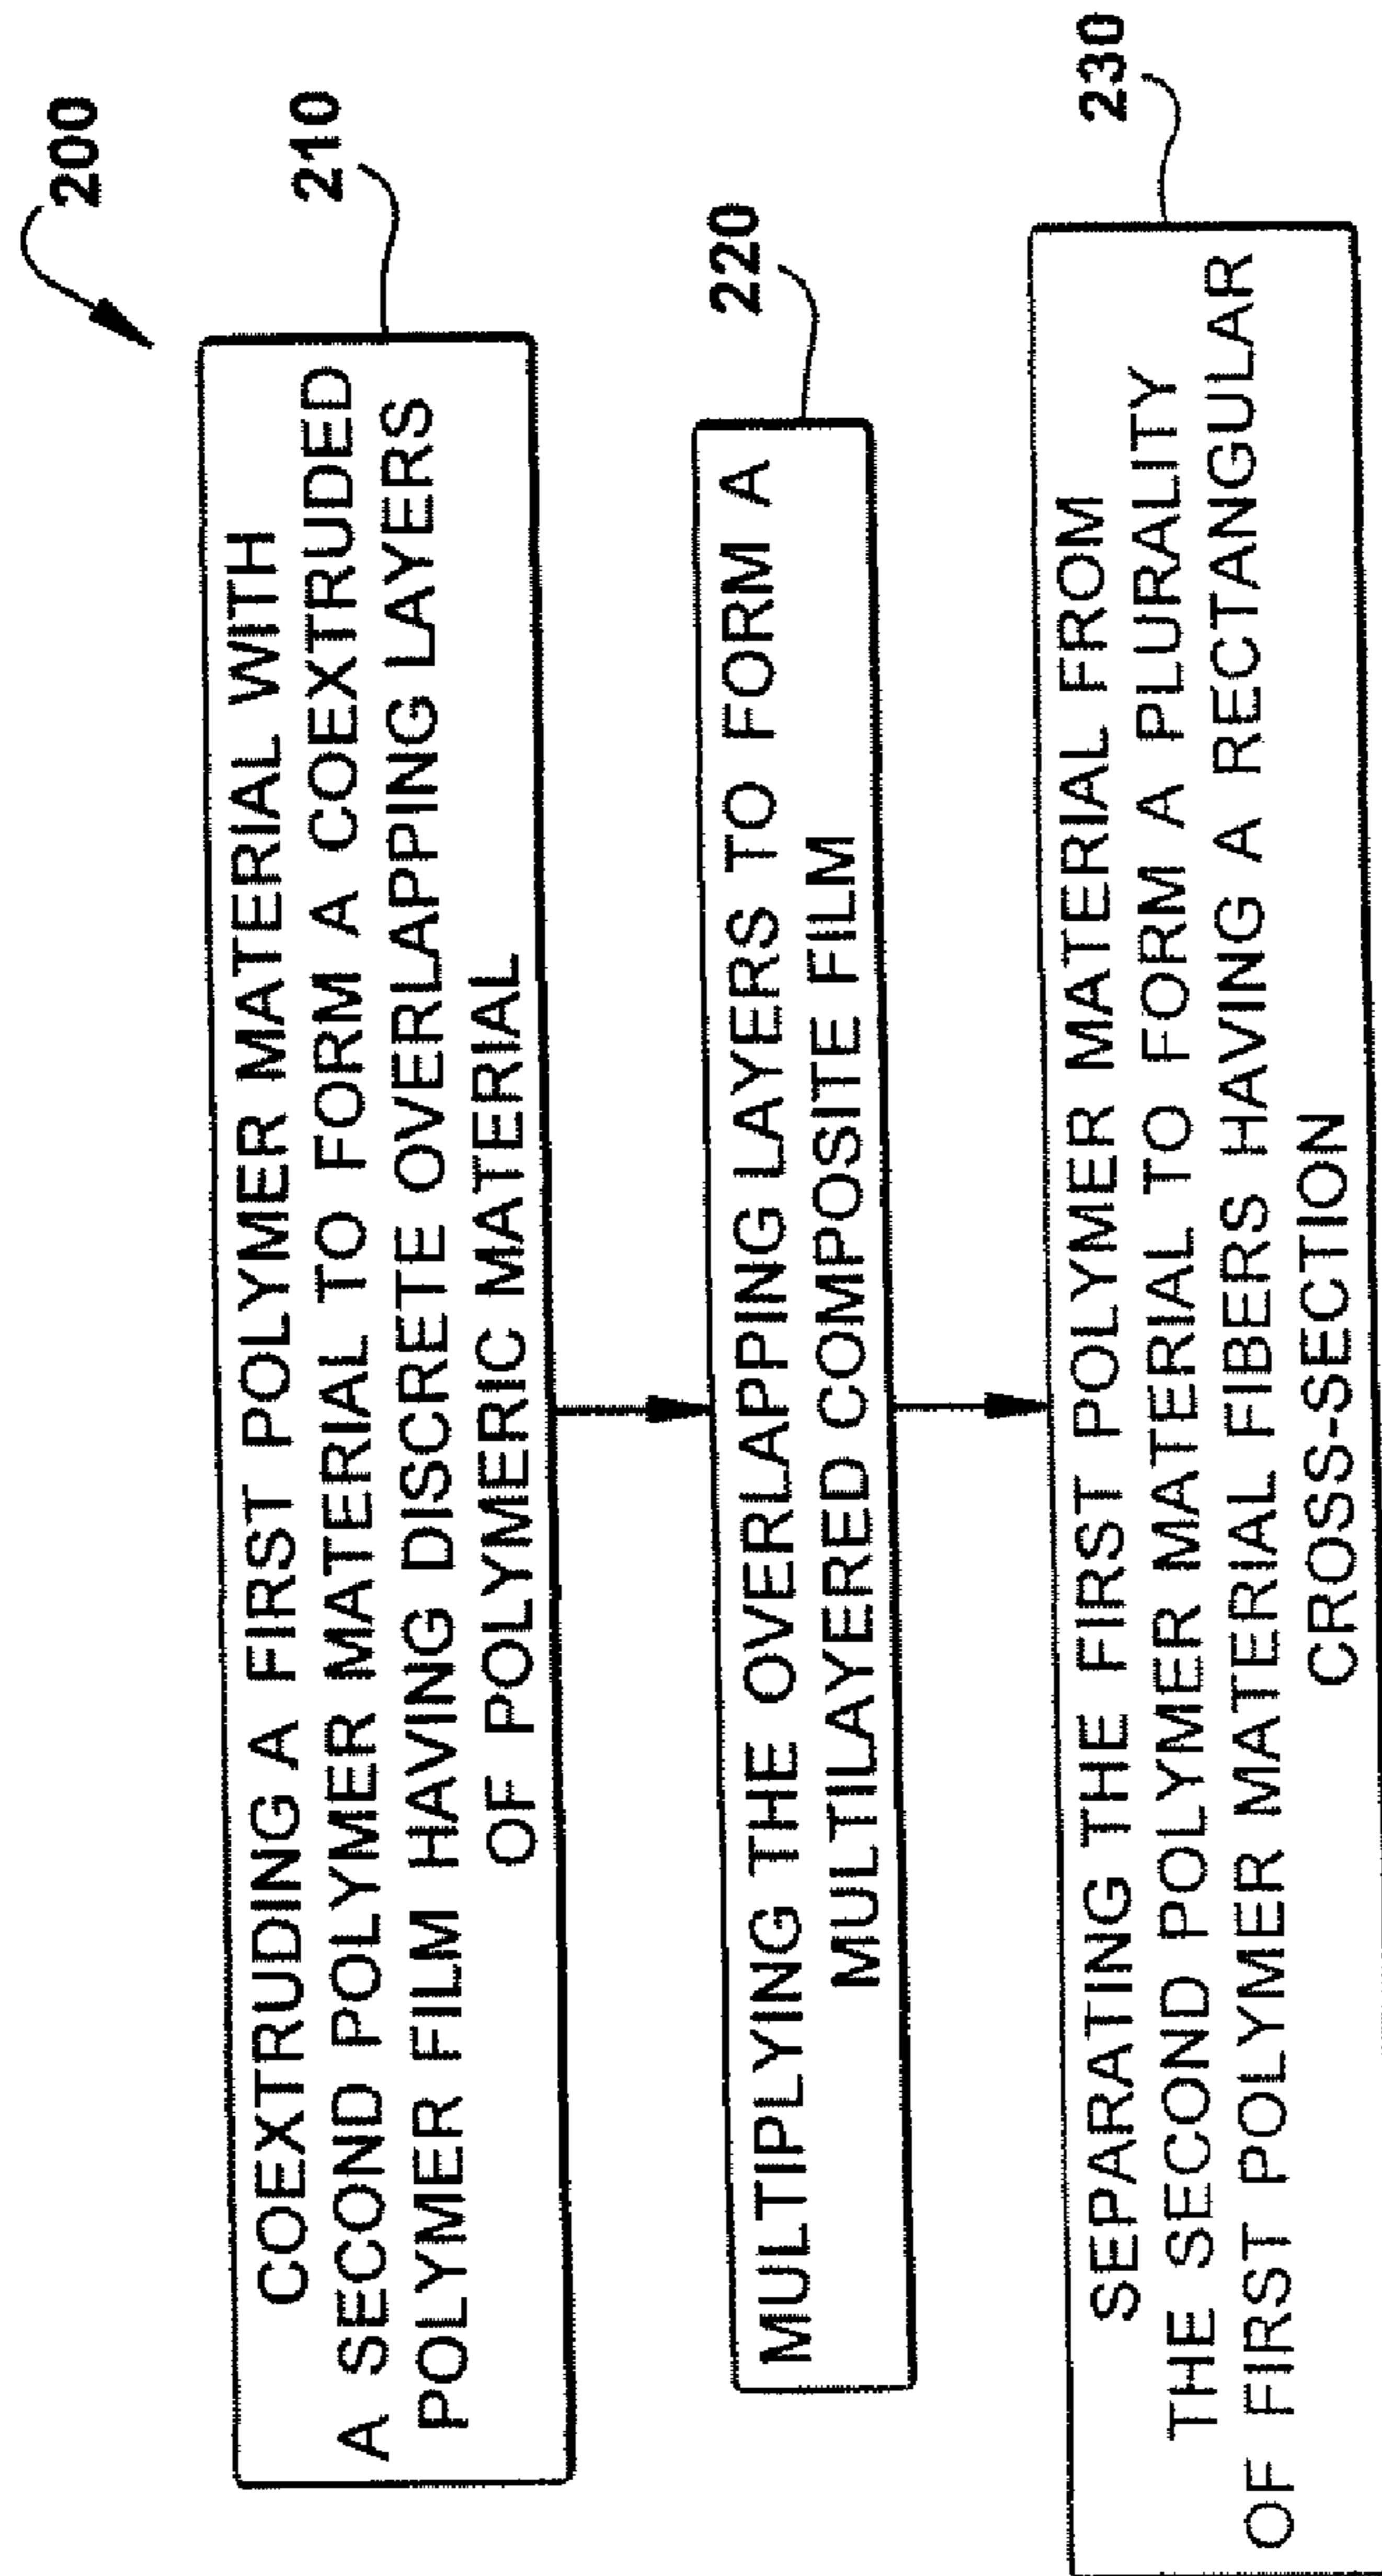 200
COEXTRUDING A FIRST POLYMER MATERIAL WITH
A SECOND POLYMER MATERIAL TO FORM A COEXTRUDED
POLYMER FILM HAVING DISCRETE OVERLAPPING LAYERS
OF POLYMERIC MATERIAL
210
MULTIPLYING THE OVERLAPPING LAYERS TO FORM A
MULTILAYERED COMPOSITE FILM
220
SEPARATING THE FIRST POLYMER MATERIAL FROM
THE SECOND POLYMER MATERIAL TO FORM A PLURALITY
OF FIRST POLYMER MATERIAL FIBERS HAVING A RECTANGULAR
CROSS-SECTION
230